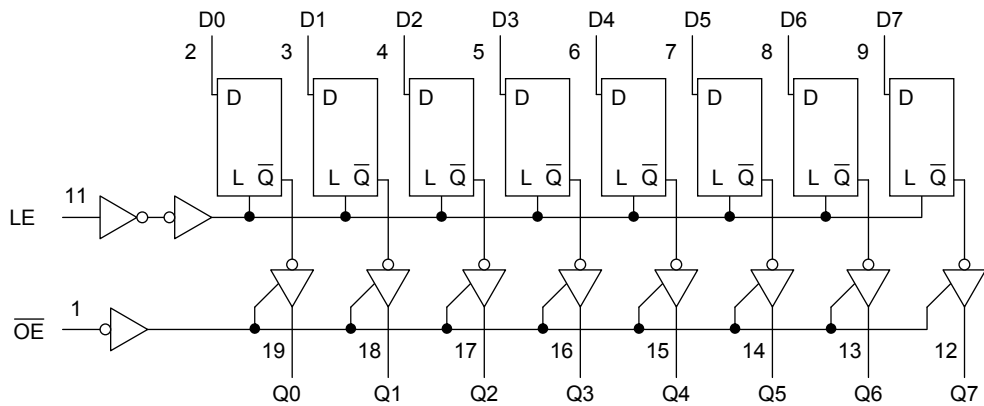 D0 D1 D2 D3 D4 D5 D6 D7
2 3 4 5 6 7 8 9
D D D D D D D D
L Q̅ L Q̅ L Q̅ L Q̅ L Q̅ L Q̅ L Q̅ L Q̅
11
LE
1
O̅E̅
19 18 17 16 15 14 13 12
Q0 Q1 Q2 Q3 Q4 Q5 Q6 Q7